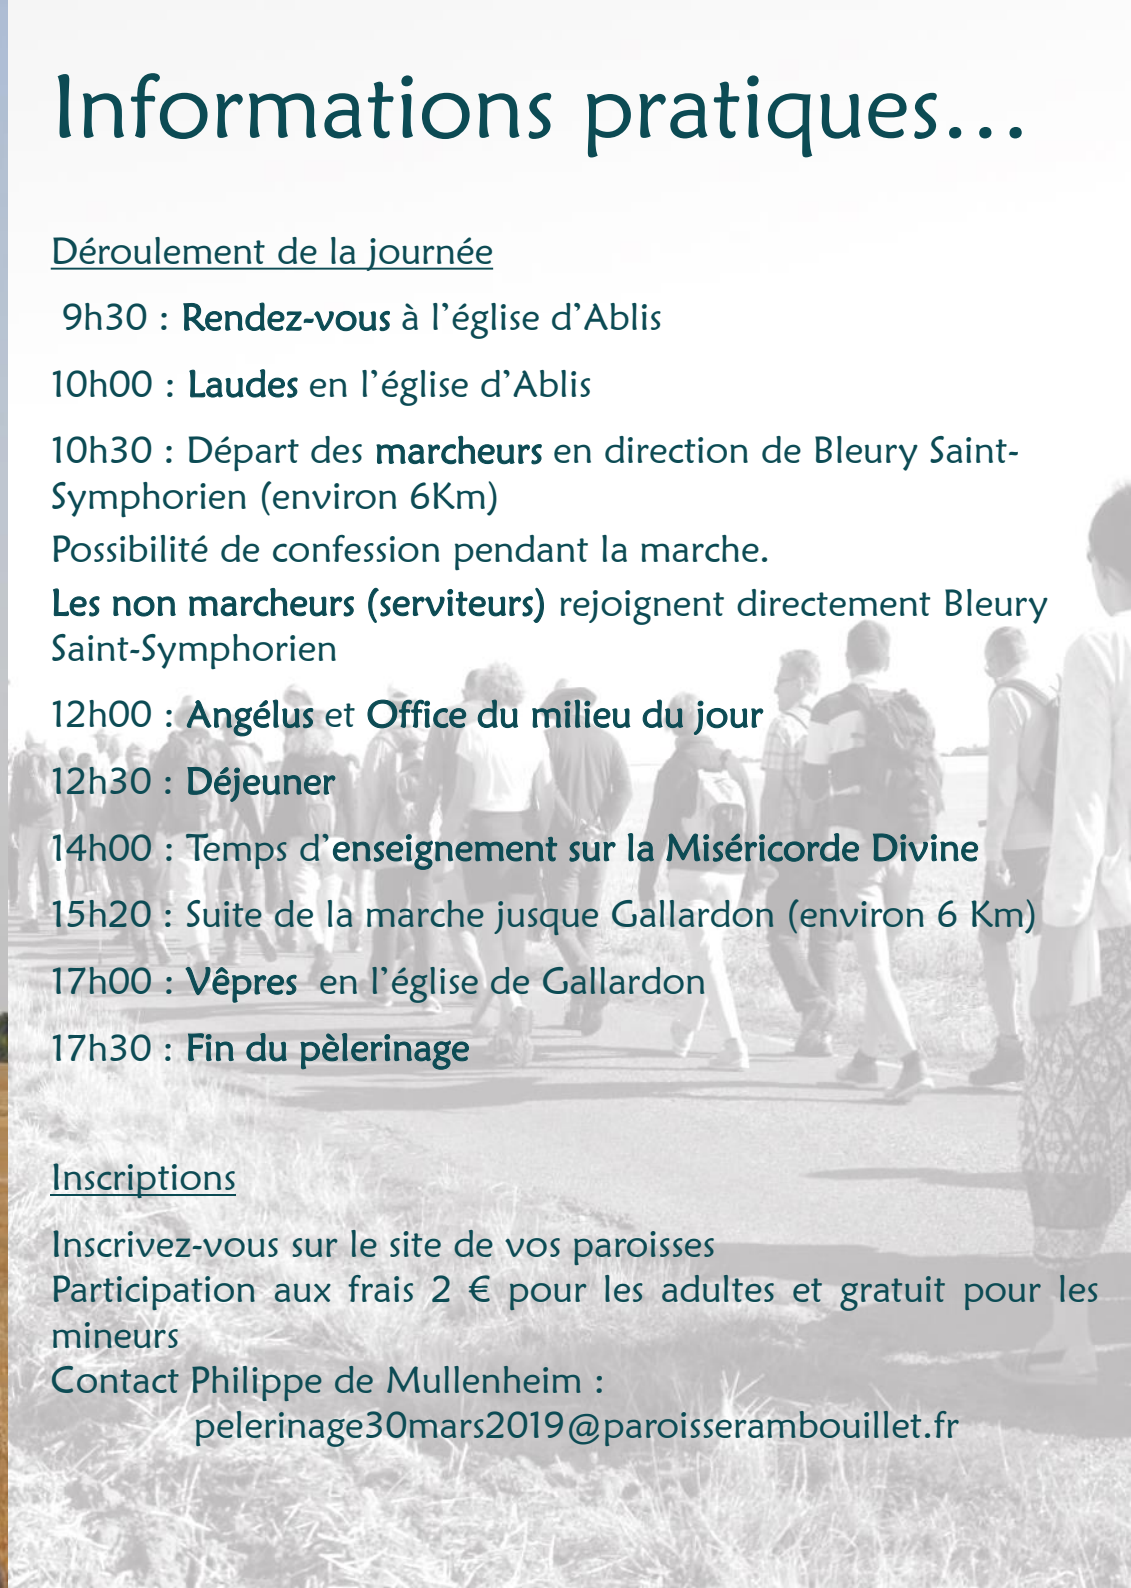 Informations pratiques...
Déroulement de la journée
9h30 : Rendez-vous à l’église d’Ablis
10h00 : Laudes en l’église d’Ablis
10h30 : Départ des marcheurs en direction de Bleury Saint-
Symphorien (environ 6Km)
Possibilité de confession pendant la marche.
Les non marcheurs (serviteurs) rejoignent directement Bleury
Saint-Symphorien
12h00 : Angélus et Office du milieu du jour
12h30 : Déjeuner
14h00 : Temps d’enseignement sur la Miséricorde Divine
15h20 : Suite de la marche jusque Gallardon (environ 6 Km)
17h00 : Vêpres en l’église de Gallardon
17h30 : Fin du pèlerinage
Inscriptions
Inscrivez-vous sur le site de vos paroisses
Participation aux frais 2 € pour les adultes et gratuit pour les
mineurs
Contact Philippe de Mullenheim :
pelerinage30mars2019@paroisserambouillet.fr